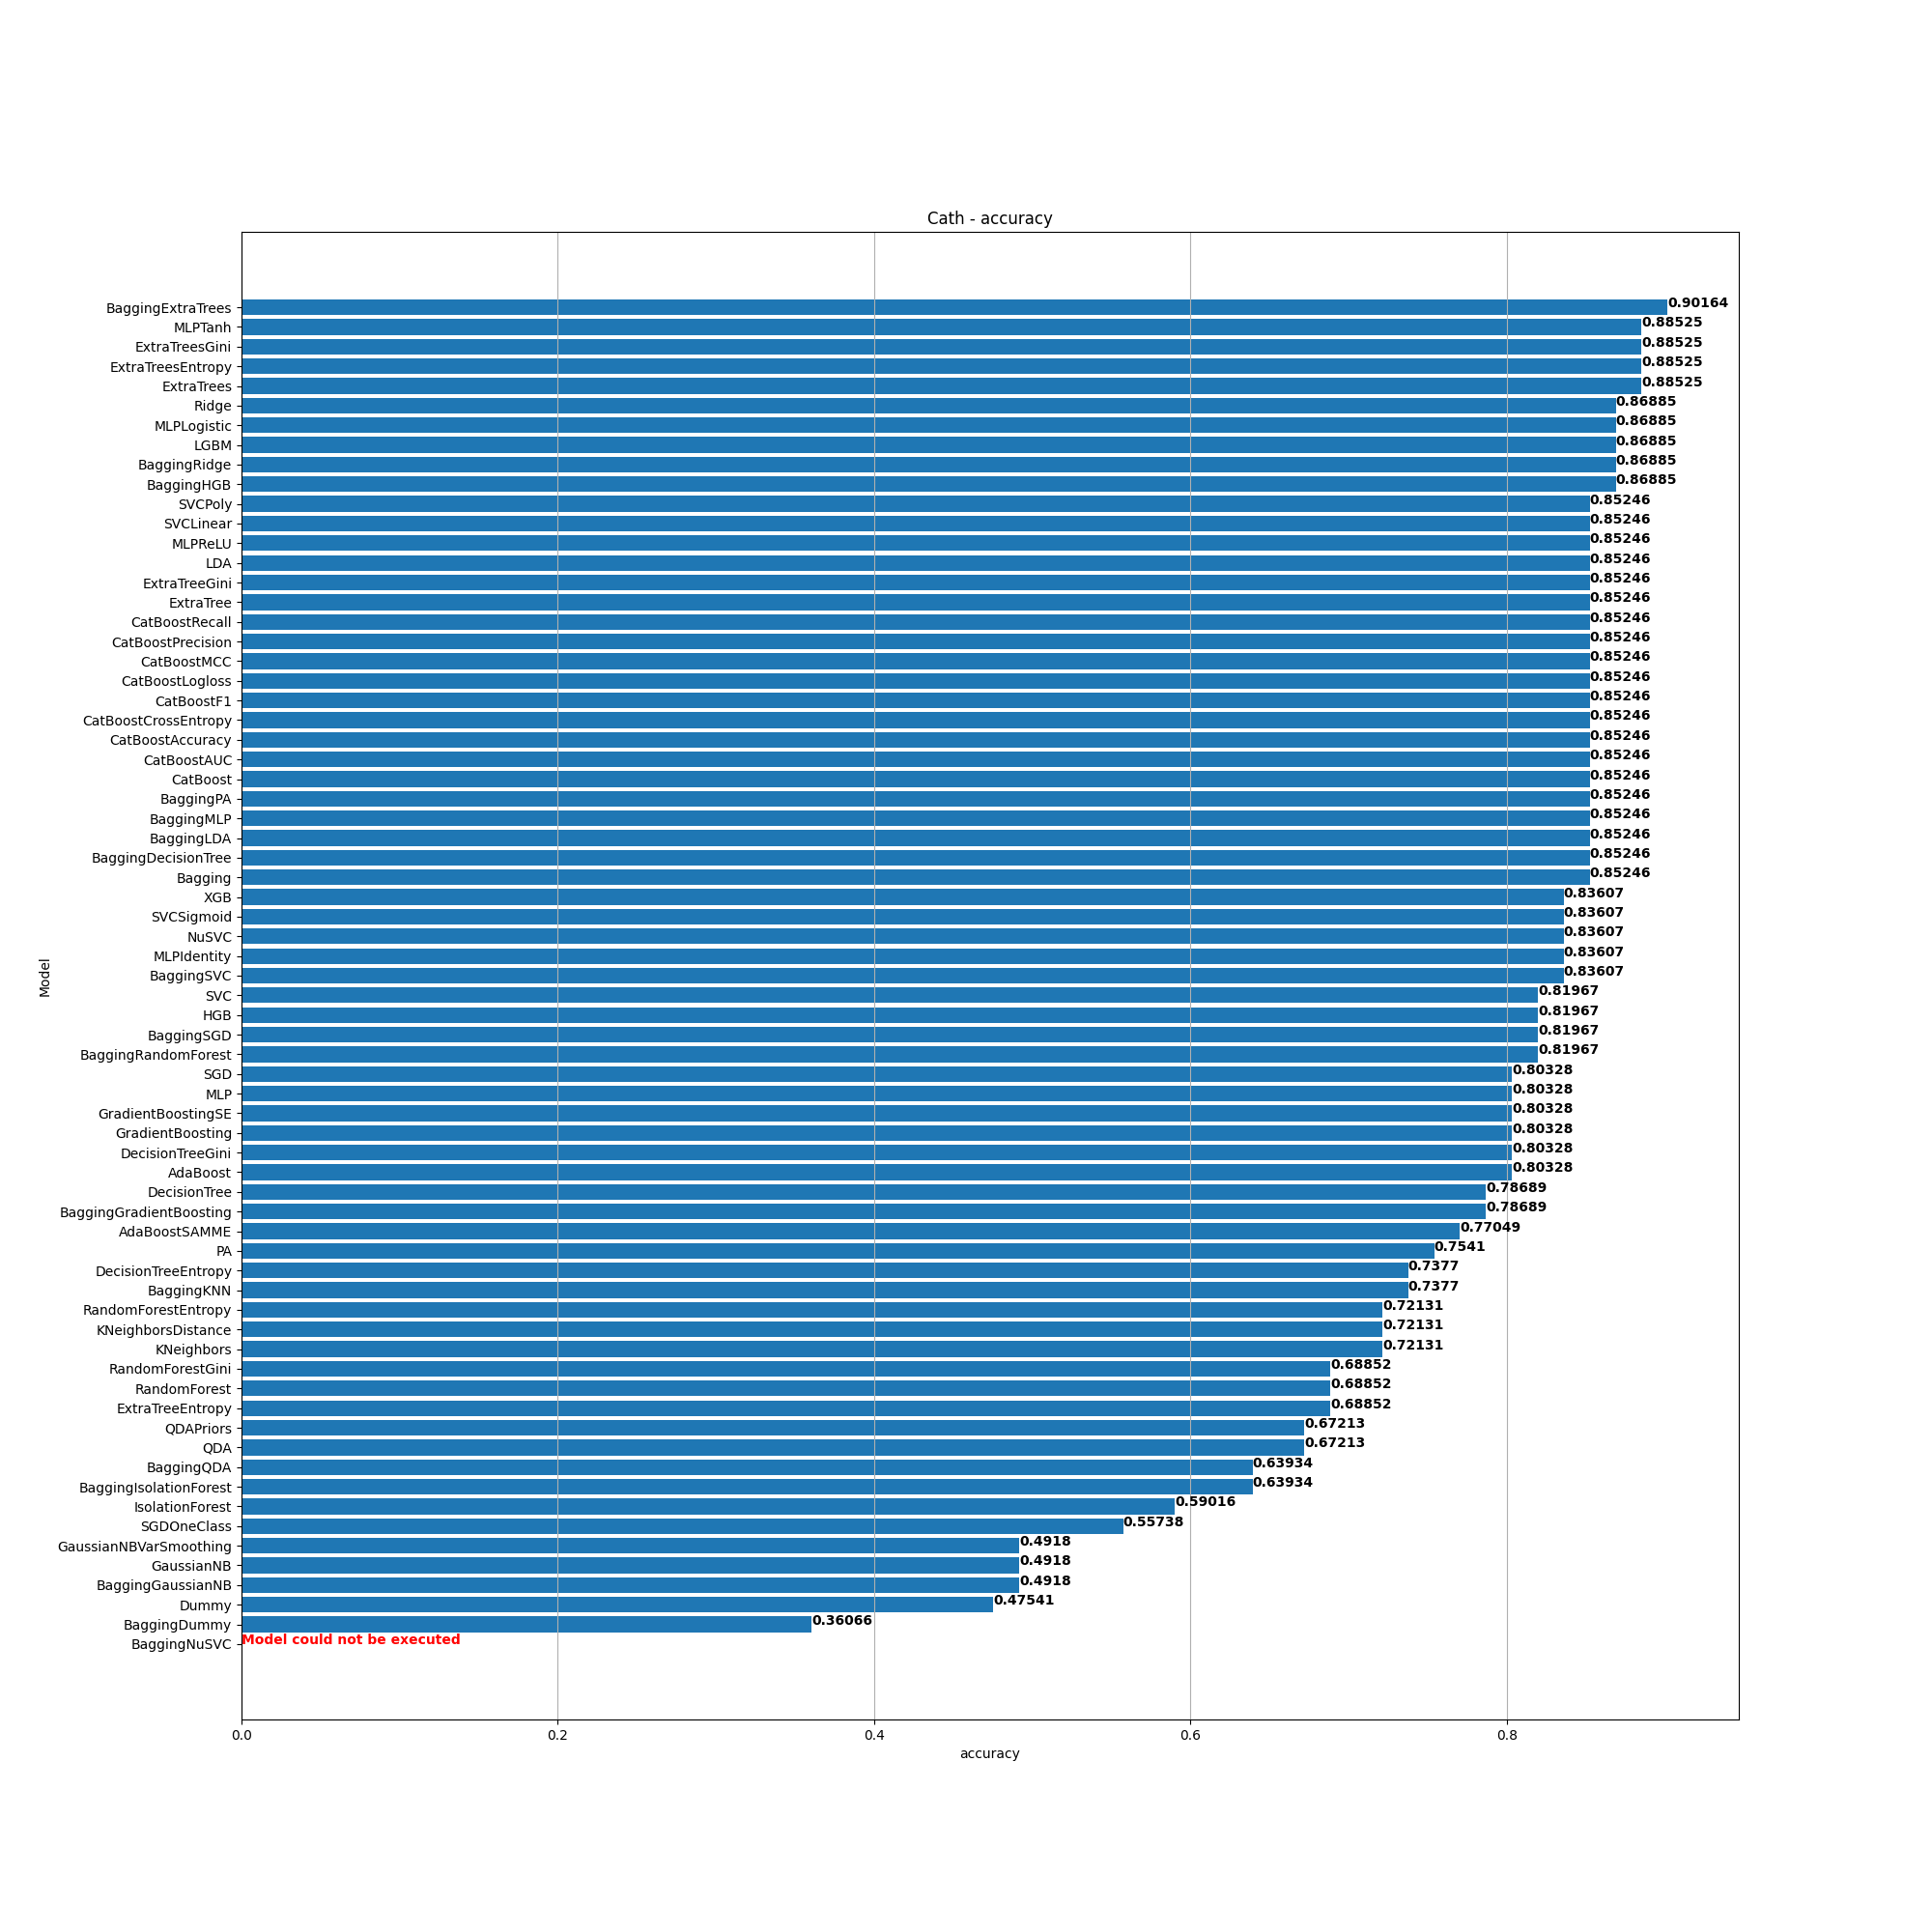 Cath - accuracy
BaggingExtraTrees 0.90164
MLPTanh 0.88525
ExtraTreesGini 0.88525
ExtraTreesEntropy 0.88525
ExtraTrees 0.88525
Ridge 0.86885
MLPLogistic 0.86885
LGBM 0.86885
BaggingRidge 0.86885
BaggingHGB 0.86885
SVCPoly 0.85246
SVCLinear 0.85246
MLPReLU 0.85246
LDA 0.85246
ExtraTreeGini 0.85246
ExtraTree 0.85246
CatBoostRecall 0.85246
CatBoostPrecision 0.85246
CatBoostMCC 0.85246
CatBoostLogloss 0.85246
CatBoostF1 0.85246
CatBoostCrossEntropy 0.85246
CatBoostAccuracy 0.85246
CatBoostAUC 0.85246
CatBoost 0.85246
BaggingPA 0.85246
BaggingMLP 0.85246
BaggingLDA 0.85246
BaggingDecisionTree 0.85246
Bagging 0.85246
XGB 0.83607
SVCSigmoid 0.83607
NuSVC 0.83607
MLPIdentity 0.83607
BaggingSVC 0.83607
SVC 0.81967
HGB 0.81967
BaggingSGD 0.81967
BaggingRandomForest 0.81967
SGD 0.80328
MLP 0.80328
GradientBoostingSE 0.80328
GradientBoosting 0.80328
DecisionTreeGini 0.80328
AdaBoost 0.80328
DecisionTree 0.78689
BaggingGradientBoosting 0.78689
AdaBoostSAMME 0.77049
PA 0.7541
DecisionTreeEntropy 0.7377
BaggingKNN 0.7377
RandomForestEntropy 0.72131
KNeighborsDistance 0.72131
KNeighbors 0.72131
RandomForestGini 0.68852
RandomForest 0.68852
ExtraTreeEntropy 0.68852
QDAPriors 0.67213
QDA 0.67213
BaggingQDA 0.63934
BaggingIsolationForest 0.63934
IsolationForest 0.59016
SGDOneClass 0.55738
GaussianNBVarSmoothing 0.4918
GaussianNB 0.4918
BaggingGaussianNB 0.4918
Dummy 0.47541
BaggingDummy 0.36066
BaggingNuSVC Model could not be executed
Model
0.0 0.2 0.4 0.6 0.8
accuracy